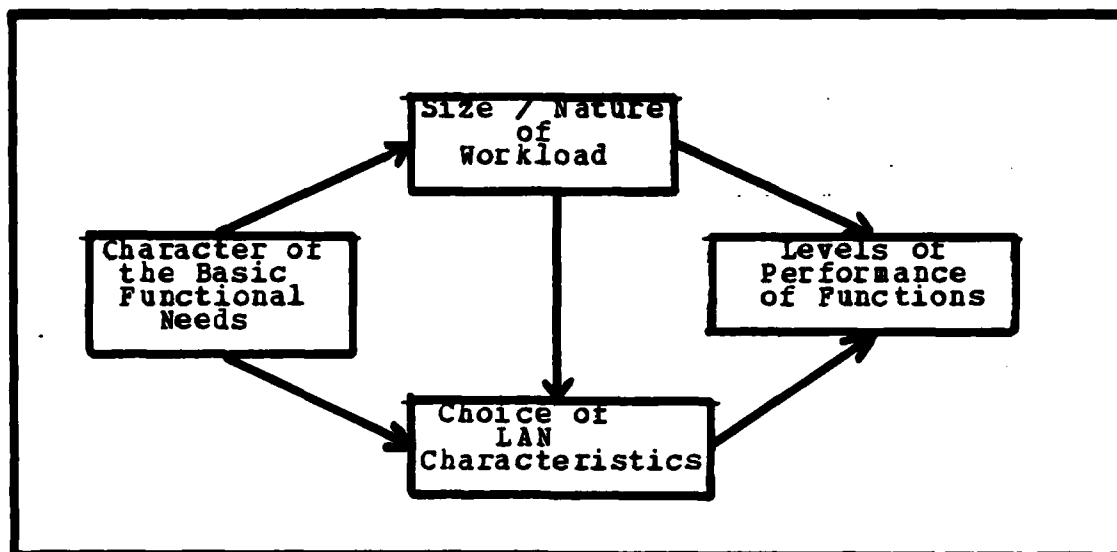 Size / Nature
of
Workload
Character of
the Basic
Functional
Needs
Levels of
Performance
of Functions
Choice of
LAN
Characteristics